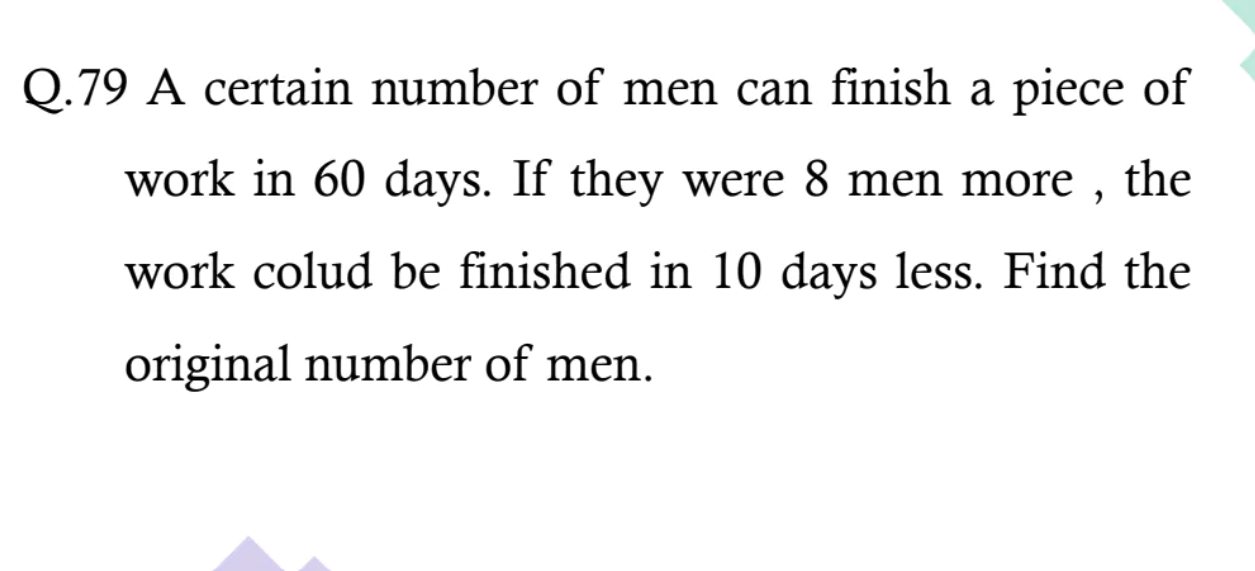 Q.79 A certain number of men can finish a piece of
work in 60 days. If they were 8 men more , the
work colud be finished in 10 days less. Find the
original number of men.